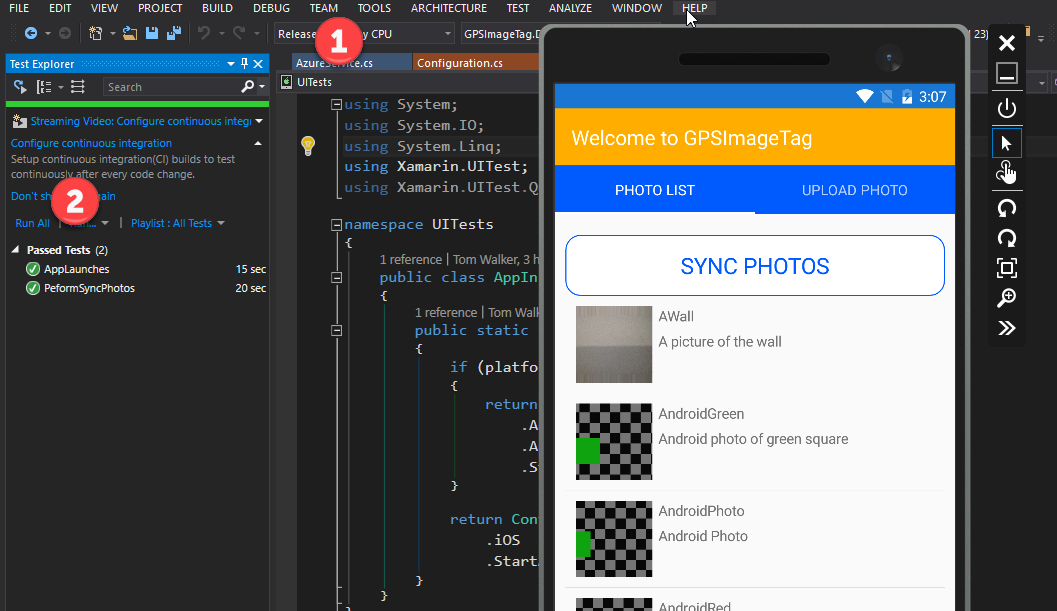 FILE EDIT VIEW PROJECT BUILD DEBUG TEAM TOOLS ARCHITECTURE TEST ANALYZE WINDOW HELP
Release y CPU GPSImageTag.D 23)
1
Test Explorer
AzureService.cs Configuration.cs
UITests
Search
Streaming Video: Configure continuous integr
Configure continuous integration
Setup continuous integration(CI) builds to test
continuously after every code change.
Don't sh ain
2
Run All | ... | Playlist : All Tests
Passed Tests (2)
AppLaunches 15 sec
PeformSyncPhotos 20 sec
using System;
using System.IO;
using System.Linq;
using Xamarin.UITest;
using Xamarin.UITest.Q
namespace UITests
{
1 reference | Tom Walker, 3 h
public class AppIn
{
1 reference | Tom Walk
public static
{
if (platfo
{
return
.A
.A
.S
}
return Con
.iOS
.Start
}
}
}
3:07
Welcome to GPSImageTag
PHOTO LIST UPLOAD PHOTO
SYNC PHOTOS
AWall
A picture of the wall
AndroidGreen
Android photo of green square
AndroidPhoto
Android Photo
AndroidRed